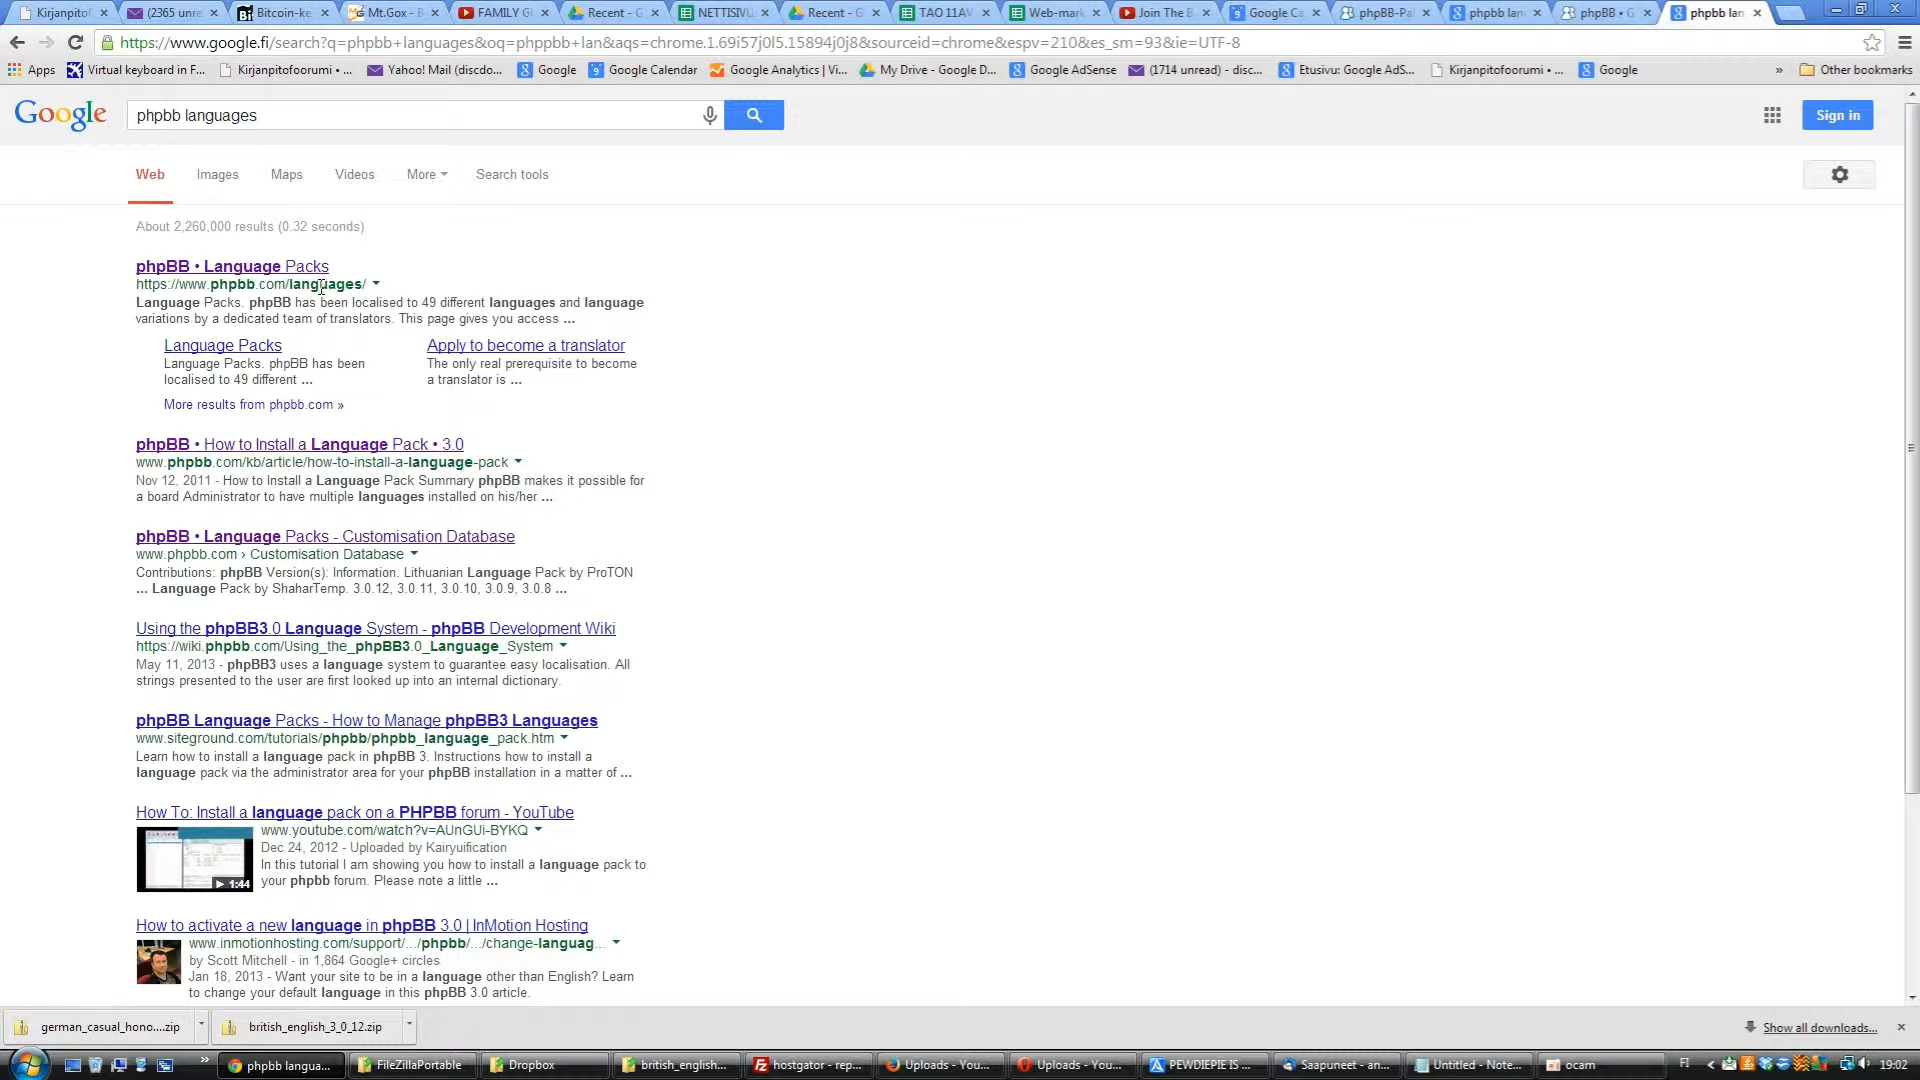 Kirjanpitof
(2365 unre
Bitcoin-ke
Mt.Gox - B
FAMILY G
Recent - G
NETTISIVU
Recent - G
TAO 11AV
Web-mark
Join The B
Google Ca
phpBB-Pa
phpbb lan
phpBB • G
phpbb lan
https://www.google.fi/search?q=phpbb+languages&oq=phppbb+lan&aqs=chrome.1.69i57j0l5.15894j0j8&sourceid=chrome&espv=210&es_sm=93&ie=UTF-8
Apps
Virtual keyboard in F...
Kirjanpitofoorumi • ...
Yahoo! Mail (discdo...
Google
Google Calendar
Google Analytics | Vi...
My Drive - Google D...
Google AdSense
(1714 unread) - disc...
Etusivu: Google AdS...
Kirjanpitofoorumi • ...
Google
»
Other bookmarks
Google
phpbb languages
Sign in
Web Images Maps Videos More Search tools
About 2,260,000 results (0.32 seconds)
phpBB • Language Packs
https://www.phpbb.com/languages/
Language Packs. phpBB has been localised to 49 different languages and language
variations by a dedicated team of translators. This page gives you access ...
Language Packs
Language Packs. phpBB has been
localised to 49 different ...
Apply to become a translator
The only real prerequisite to become
a translator is ...
More results from phpbb.com »
phpBB • How to Install a Language Pack • 3.0
www.phpbb.com/kb/article/how-to-install-a-language-pack
Nov 12, 2011 - How to Install a Language Pack Summary phpBB makes it possible for
a board Administrator to have multiple languages installed on his/her ...
phpBB • Language Packs - Customisation Database
www.phpbb.com › Customisation Database
Contributions: phpBB Version(s): Information. Lithuanian Language Pack by ProTON
... Language Pack by ShaharTemp. 3.0.12, 3.0.11, 3.0.10, 3.0.9, 3.0.8 ...
Using the phpBB3.0 Language System - phpBB Development Wiki
https://wiki.phpbb.com/Using_the_phpBB3.0_Language_System
May 11, 2013 - phpBB3 uses a language system to guarantee easy localisation. All
strings presented to the user are first looked up into an internal dictionary.
phpBB Language Packs - How to Manage phpBB3 Languages
www.siteground.com/tutorials/phpbb/phpbb_language_pack.htm
Learn how to install a language pack in phpBB 3. Instructions how to install a
language pack via the administrator area for your phpBB installation in a matter of ...
How To: Install a language pack on a PHPBB forum - YouTube
www.youtube.com/watch?v=AUnGUi-BYKQ
Dec 24, 2012 - Uploaded by Kairyuification
In this tutorial I am showing you how to install a language pack to
your phpbb forum. Please note a little ...
1:44
How to activate a new language in phpBB 3.0 | InMotion Hosting
www.inmotionhosting.com/support/.../phpbb/.../change-languag...
by Scott Mitchell - in 1,864 Google+ circles
Jan 18, 2013 - Want your site to be in a language other than English? Learn
to change your default language in this phpBB 3.0 article.
german_casual_hono....zip
british_english_3_0_12.zip
Show all downloads...
»
phpbb langua...
FileZillaPortable
Dropbox
british_english...
hostgator - rep...
Uploads - You...
Uploads - You...
PEWDIEPIE IS ...
Saapuneet - an...
Untitled - Note...
ocam
FI
19:02